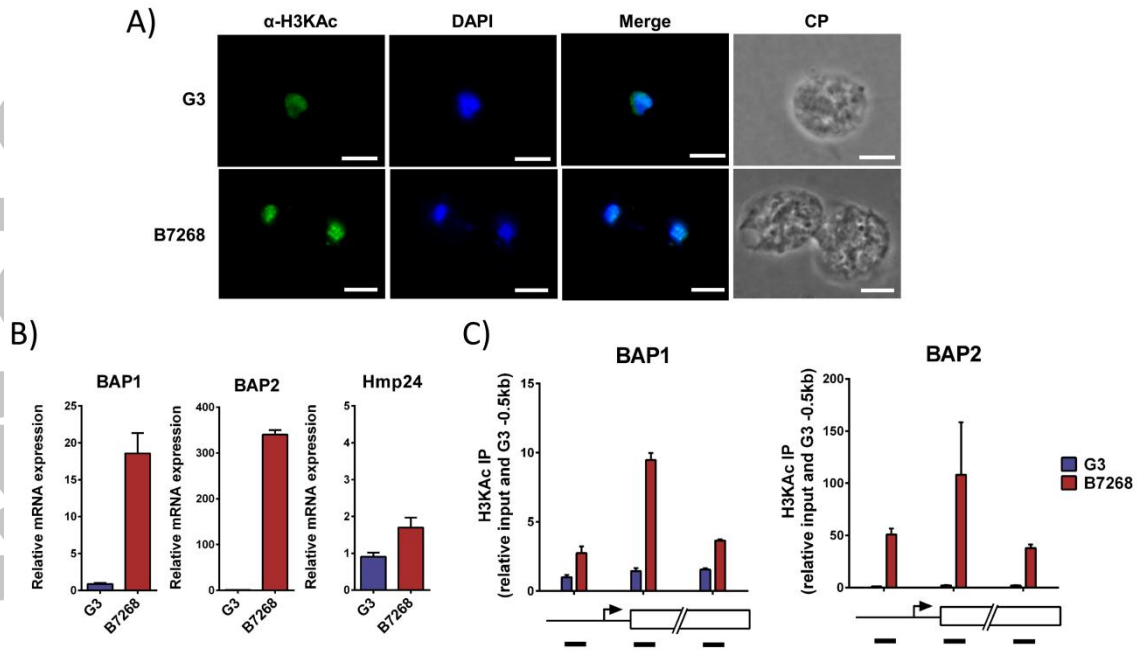 A)
α-H3KAc DAPI Merge CP
G3
B7268
B)
C)
BAP1 BAP2 Hmp24
Relative mRNA expression
25
20
15
10
5
0
G3 B7268
Relative mRNA expression
400
300
200
100
0
G3 B7268
Relative mRNA expression
5
4
3
2
1
0
G3 B7268
BAP1
H3KAc IP
(relative input and G3 -0.5kb)
15
10
5
0
BAP2
H3KAc IP
(relative input and G3 -0.5kb)
200
150
100
50
0
G3
B7268